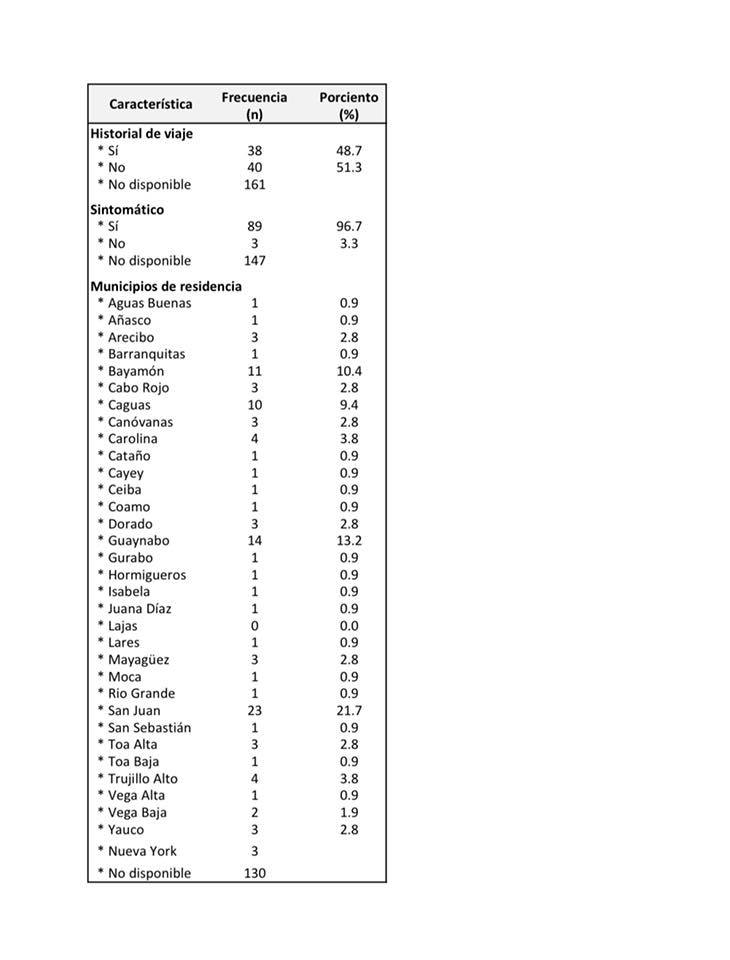 Característica Frecuencia (n) Porciento (%)
Historial de viaje
* Sí 38 48.7
* No 40 51.3
* No disponible 161
Sintomático
* Sí 89 96.7
* No 3 3.3
* No disponible 147
Municipios de residencia
* Aguas Buenas 1 0.9
* Añasco 1 0.9
* Arecibo 3 2.8
* Barranquitas 1 0.9
* Bayamón 11 10.4
* Cabo Rojo 3 2.8
* Caguas 10 9.4
* Canóvanas 3 2.8
* Carolina 4 3.8
* Cataño 1 0.9
* Cayey 1 0.9
* Ceiba 1 0.9
* Coamo 1 0.9
* Dorado 3 2.8
* Guaynabo 14 13.2
* Gurabo 1 0.9
* Hormigueros 1 0.9
* Isabela 1 0.9
* Juana Díaz 1 0.9
* Lajas 0 0.0
* Lares 1 0.9
* Mayagüez 3 2.8
* Moca 1 0.9
* Rio Grande 1 0.9
* San Juan 23 21.7
* San Sebastián 1 0.9
* Toa Alta 3 2.8
* Toa Baja 1 0.9
* Trujillo Alto 4 3.8
* Vega Alta 1 0.9
* Vega Baja 2 1.9
* Yauco 3 2.8
* Nueva York 3
* No disponible 130